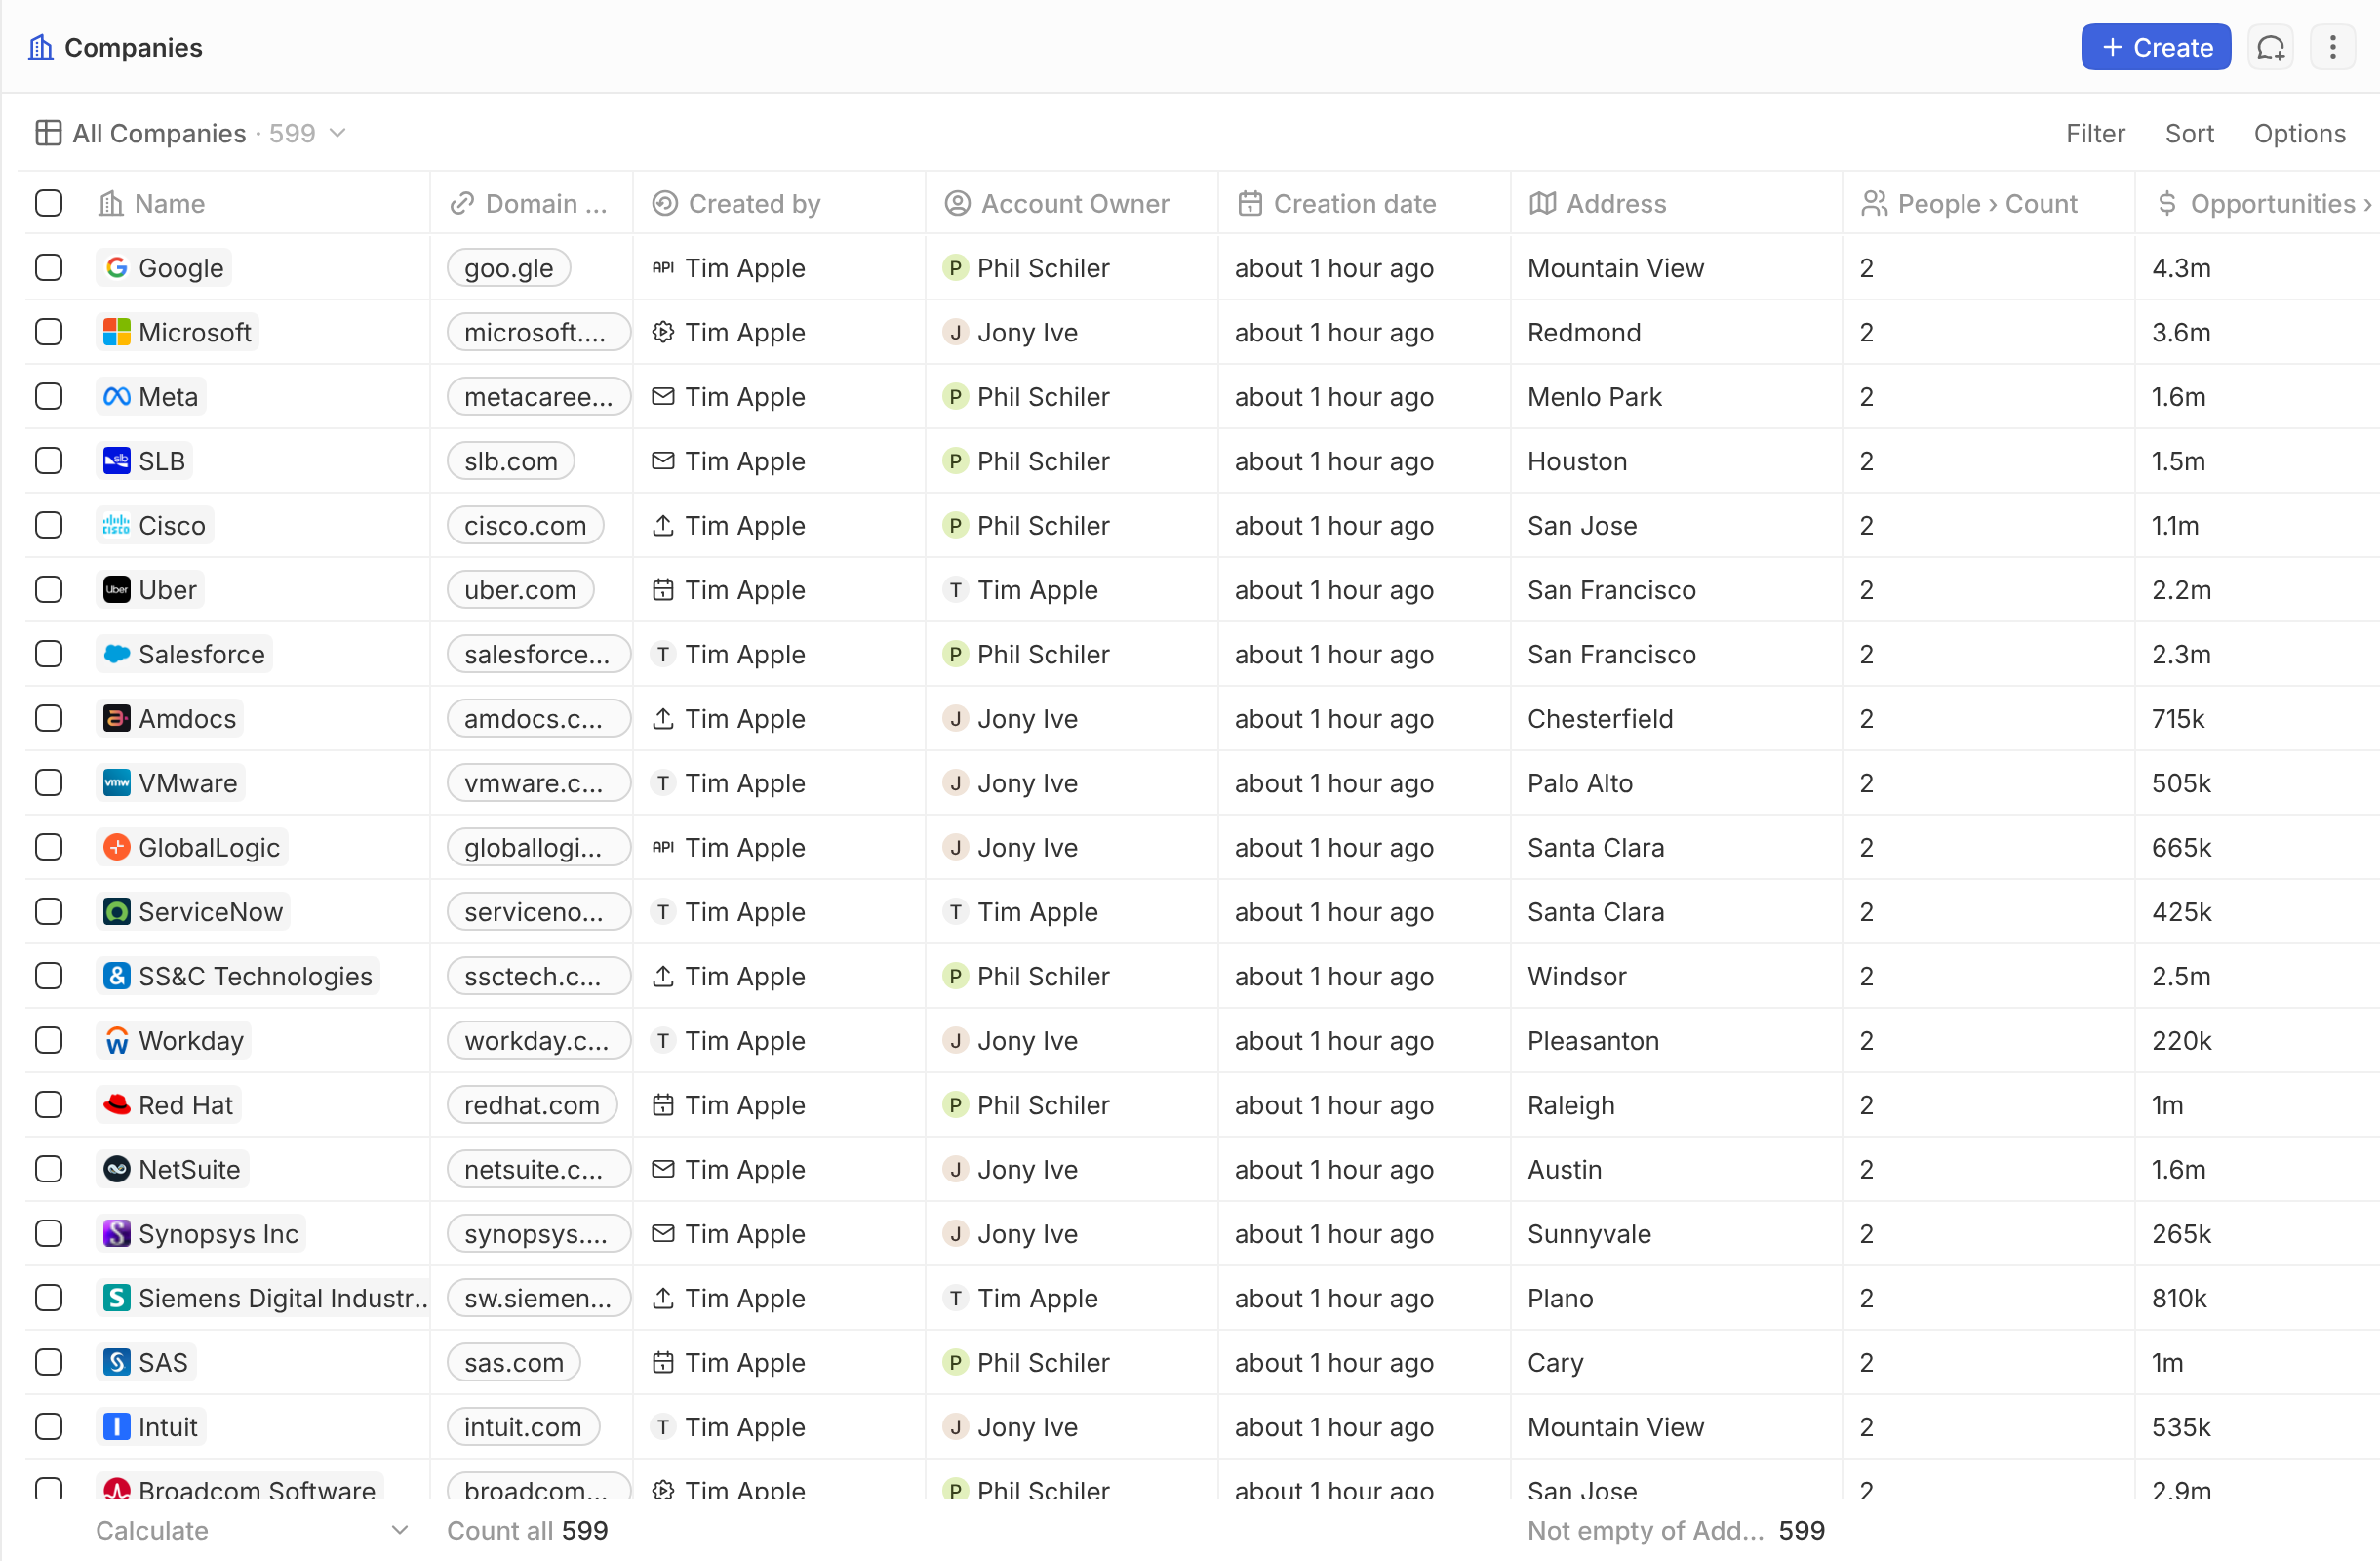 Companies + Create
All Companies · 599 Filter Sort Options
Name Domain ... Created by Account Owner Creation date Address People › Count Opportunities ›
Google goo.gle API Tim Apple P Phil Schiler about 1 hour ago Mountain View 2 4.3m
Microsoft microsoft.... Tim Apple J Jony Ive about 1 hour ago Redmond 2 3.6m
Meta metacaree... Tim Apple P Phil Schiler about 1 hour ago Menlo Park 2 1.6m
slb SLB slb.com Tim Apple P Phil Schiler about 1 hour ago Houston 2 1.5m
CISCO Cisco cisco.com Tim Apple P Phil Schiler about 1 hour ago San Jose 2 1.1m
Uber Uber uber.com Tim Apple T Tim Apple about 1 hour ago San Francisco 2 2.2m
Salesforce salesforce... T Tim Apple P Phil Schiler about 1 hour ago San Francisco 2 2.3m
a Amdocs amdocs.c... Tim Apple J Jony Ive about 1 hour ago Chesterfield 2 715k
vmw VMware vmware.c... T Tim Apple J Jony Ive about 1 hour ago Palo Alto 2 505k
GlobalLogic globallogi... API Tim Apple J Jony Ive about 1 hour ago Santa Clara 2 665k
ServiceNow serviceno... T Tim Apple T Tim Apple about 1 hour ago Santa Clara 2 425k
& SS&C Technologies ssctech.c... Tim Apple P Phil Schiler about 1 hour ago Windsor 2 2.5m
Workday workday.c... T Tim Apple J Jony Ive about 1 hour ago Pleasanton 2 220k
Red Hat redhat.com Tim Apple P Phil Schiler about 1 hour ago Raleigh 2 1m
NetSuite netsuite.c... Tim Apple J Jony Ive about 1 hour ago Austin 2 1.6m
S Synopsys Inc synopsys.... Tim Apple J Jony Ive about 1 hour ago Sunnyvale 2 265k
S Siemens Digital Industr.. sw.siemen... Tim Apple T Tim Apple about 1 hour ago Plano 2 810k
SAS sas.com Tim Apple P Phil Schiler about 1 hour ago Cary 2 1m
I Intuit intuit.com T Tim Apple J Jony Ive about 1 hour ago Mountain View 2 535k
Broadcom Software broadcom... Tim Apple P Phil Schiler about 1 hour ago San Jose 2 2.9m
Calculate Count all 599 Not empty of Add... 599